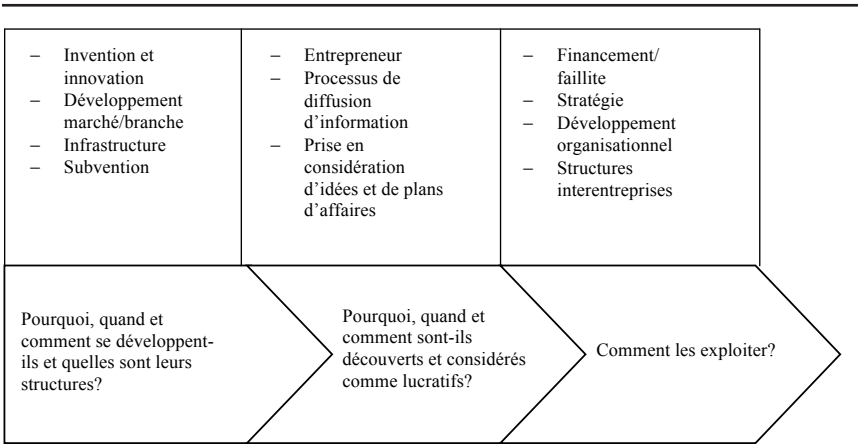 – Invention et
innovation
– Développement
marché/branche
– Infrastructure
– Subvention
– Entrepreneur
– Processus de
diffusion
d'information
– Prise en
considération
d'idées et de plans
d'affaires
– Financement/
faillite
– Stratégie
– Développement
organisationnel
– Structures
interentreprises
Pourquoi, quand et
comment se développent-
ils et quelles sont leurs
structures?
Pourquoi, quand et
comment sont-ils
découverts et considérés
comme lucratifs?
Comment les exploiter?